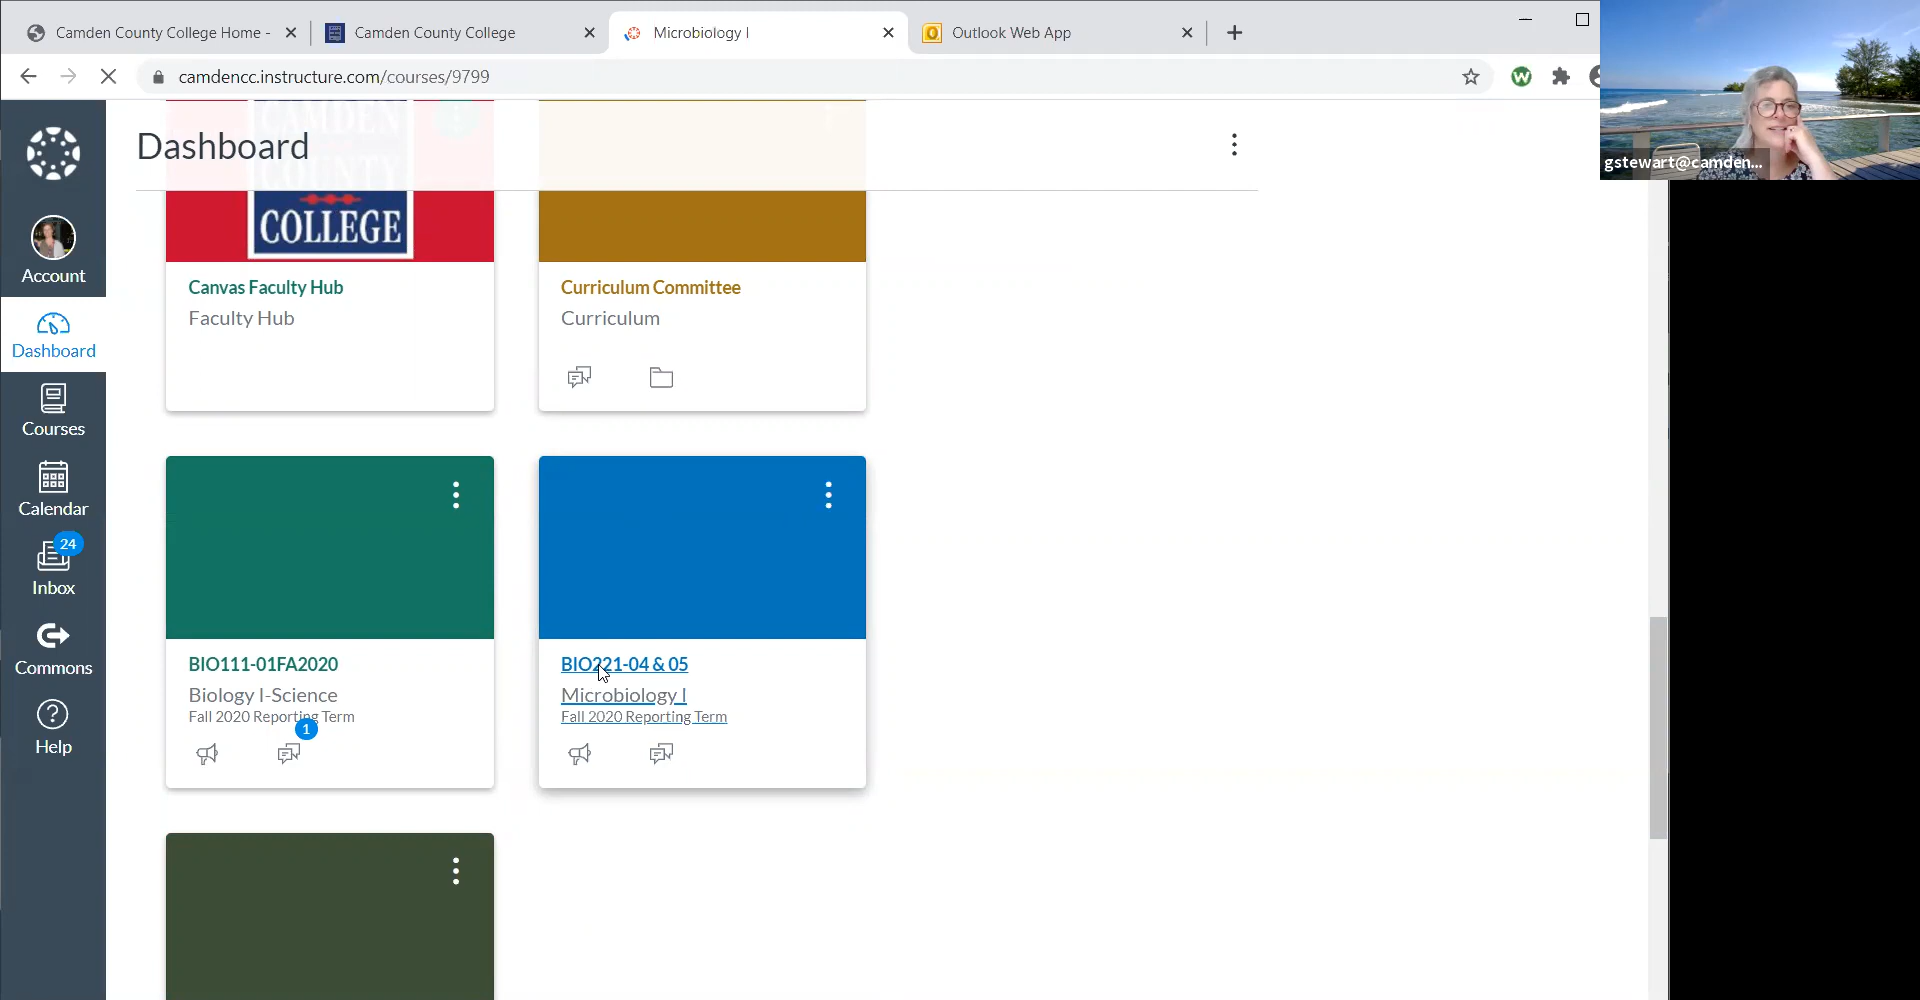 Camden County College Home -
Camden County College
Microbiology I
Outlook Web App
camdencc.instructure.com/courses/9799
gstewart@camden...
Dashboard
CAMDEN
COUNTY
COLLEGE
Account
Dashboard
Courses
Calendar
24
Inbox
Commons
Help
Canvas Faculty Hub
Faculty Hub
Curriculum Committee
Curriculum
BIO111-01FA2020
Biology I-Science
Fall 2020 Reporting Term
1
BIO221-04 & 05
Microbiology I
Fall 2020 Reporting Term